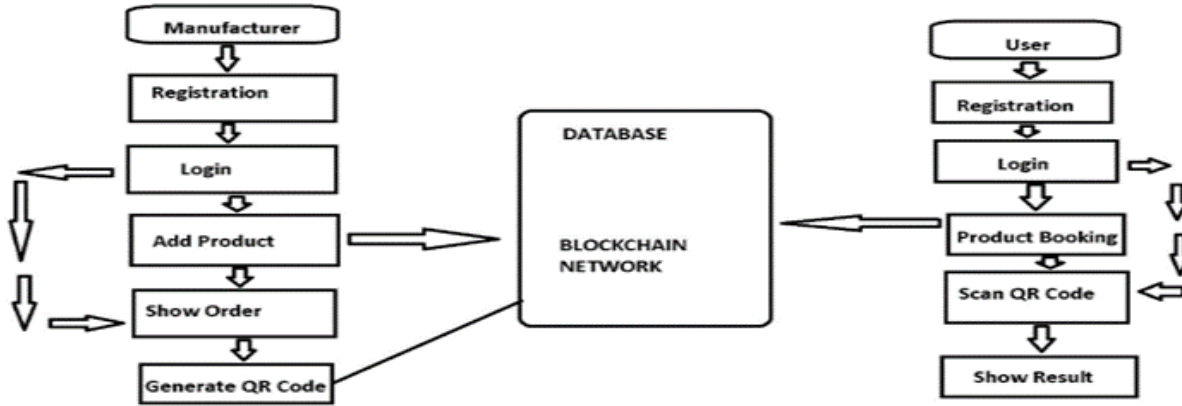 Manufacturer
Registration
Login
Add Product
Show Order
Generate QR Code
DATABASE
BLOCKCHAIN
NETWORK
User
Registration
Login
Product Booking
Scan QR Code
Show Result